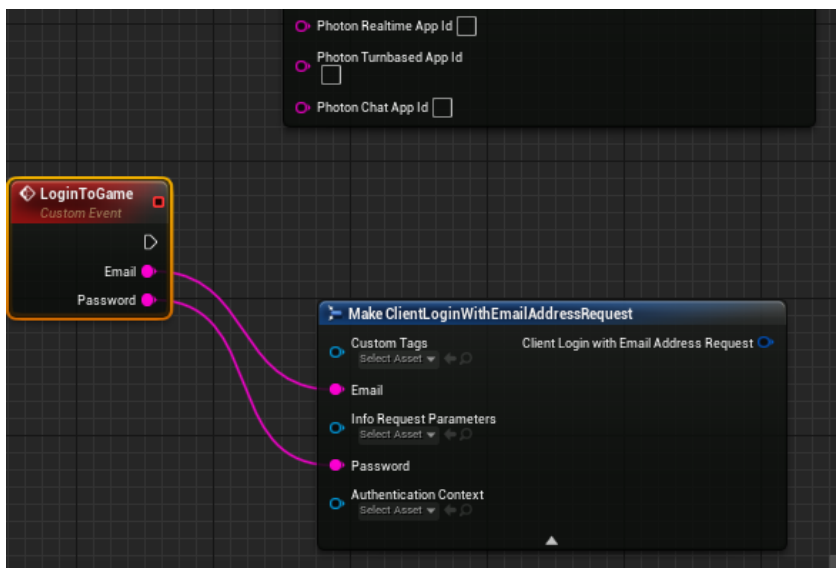 Photon Realtime App Id
Photon Turnbased App Id
Photon Chat App Id
LoginToGame
Custom Event
Email
Password
Make ClientLoginWithEmailAddressRequest
Custom Tags
Client Login with Email Address Request
Select Asset
Email
Info Request Parameters
Select Asset
Password
Authentication Context
Select Asset